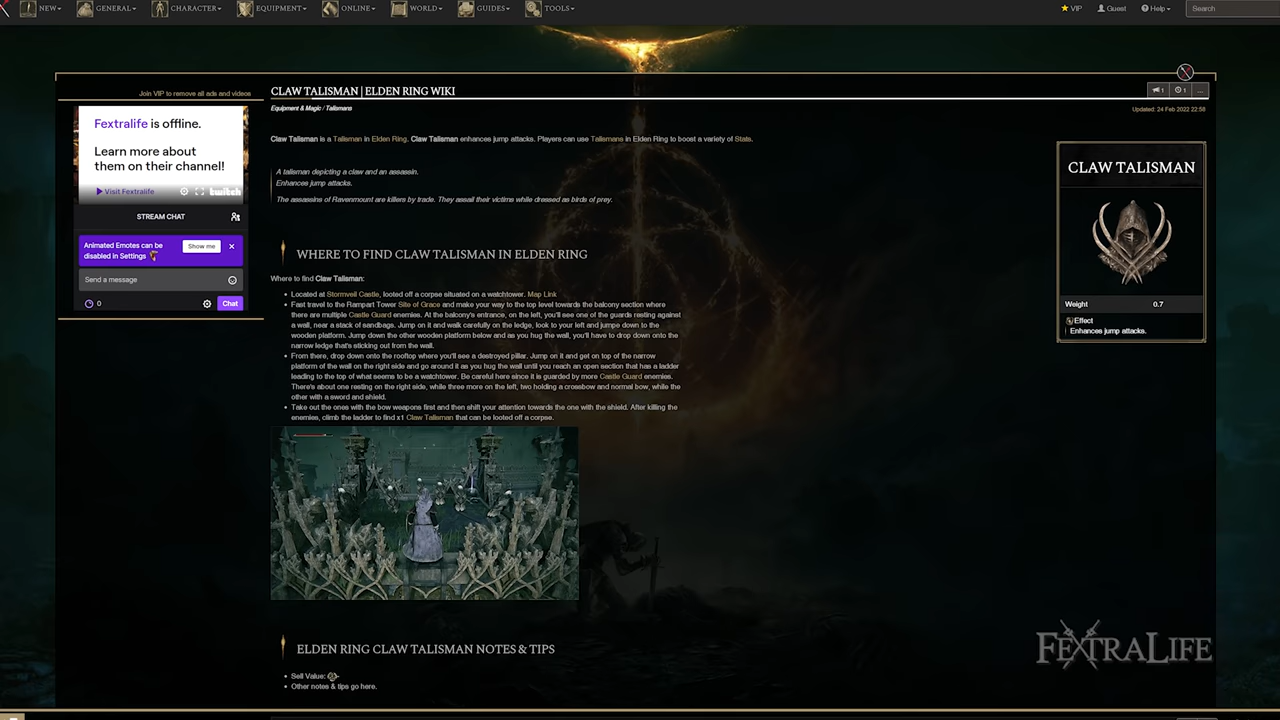 NEW
GENERAL
CHARACTER
EQUIPMENT
ONLINE
WORLD
GUIDES
TOOLS
VIP
Guest
Help
Search
Join VIP to remove all ads and videos
Fextralife is offline.
Learn more about
them on their channel!
Visit Fextralife
twitch
STREAM CHAT
Animated Emotes can be
disabled in Settings
Show me
Send a message
0
Chat
CLAW TALISMAN | ELDEN RING WIKI
1
1
...
Equipment & Magic / Talismans
Updated: 24 Feb 2022 22:58
Claw Talisman is a Talisman in Elden Ring. Claw Talisman enhances jump attacks. Players can use Talismans in Elden Ring to boost a variety of Stats.
A talisman depicting a claw and an assassin.
Enhances jump attacks.
The assassins of Ravenmount are killers by trade. They assail their victims while dressed as birds of prey.
WHERE TO FIND CLAW TALISMAN IN ELDEN RING
Where to find Claw Talisman:
Located at Stormveil Castle, looted off a corpse situated on a watchtower. Map Link
Fast travel to the Rampart Tower Site of Grace and make your way to the top level towards the balcony section where
there are multiple Castle Guard enemies. At the balcony's entrance, on the left, you'll see one of the guards resting against
a wall, near a stack of sandbags. Jump on it and walk carefully on the ledge, look to your left and jumpe down to the
wooden platform. Jump down the other wooden platform below and as you hug the wall, you'll have to drop down onto the
narrow ledge that's sticking out from the wall.
From there, drop down onto the rooftop where you'll see a destroyed pillar. Jump on it and get on top of the narrow
platform of the wall on the right side and go around it as you hug the wall until you reach an open section that has a ladder
leading to the top of what seems to be a watchtower. Be careful here since it is guarded by more Castle Guard enemies.
There's about one resting on the right side, while three more on the left, two holding a crossbow and normal bow, while the
other with a sword and shield.
Take out the ones with the bow weapons first and then shift your attention towards the one with the shield. After killing the
enemies, climb the ladder to find x1 Claw Talisman that can be looted off a corpse.
ELDEN RING CLAW TALISMAN NOTES & TIPS
Sell Value:
Other notes & tips go here.
CLAW TALISMAN
Weight 0.7
Effect
Enhances jump attacks.
FEXTRALIFE